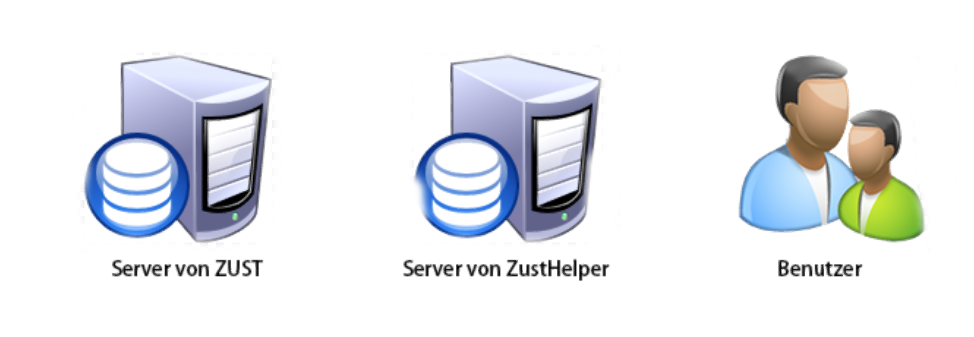 Server von ZUST
Server von ZustHelper
Benutzer